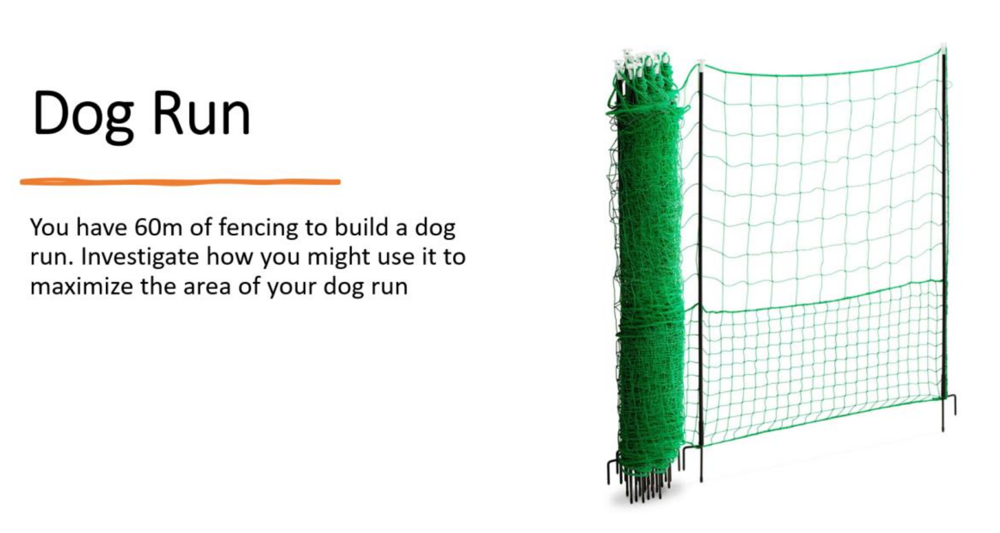 Dog Run
You have 60m of fencing to build a dog
run. Investigate how you might use it to
maximize the area of your dog run